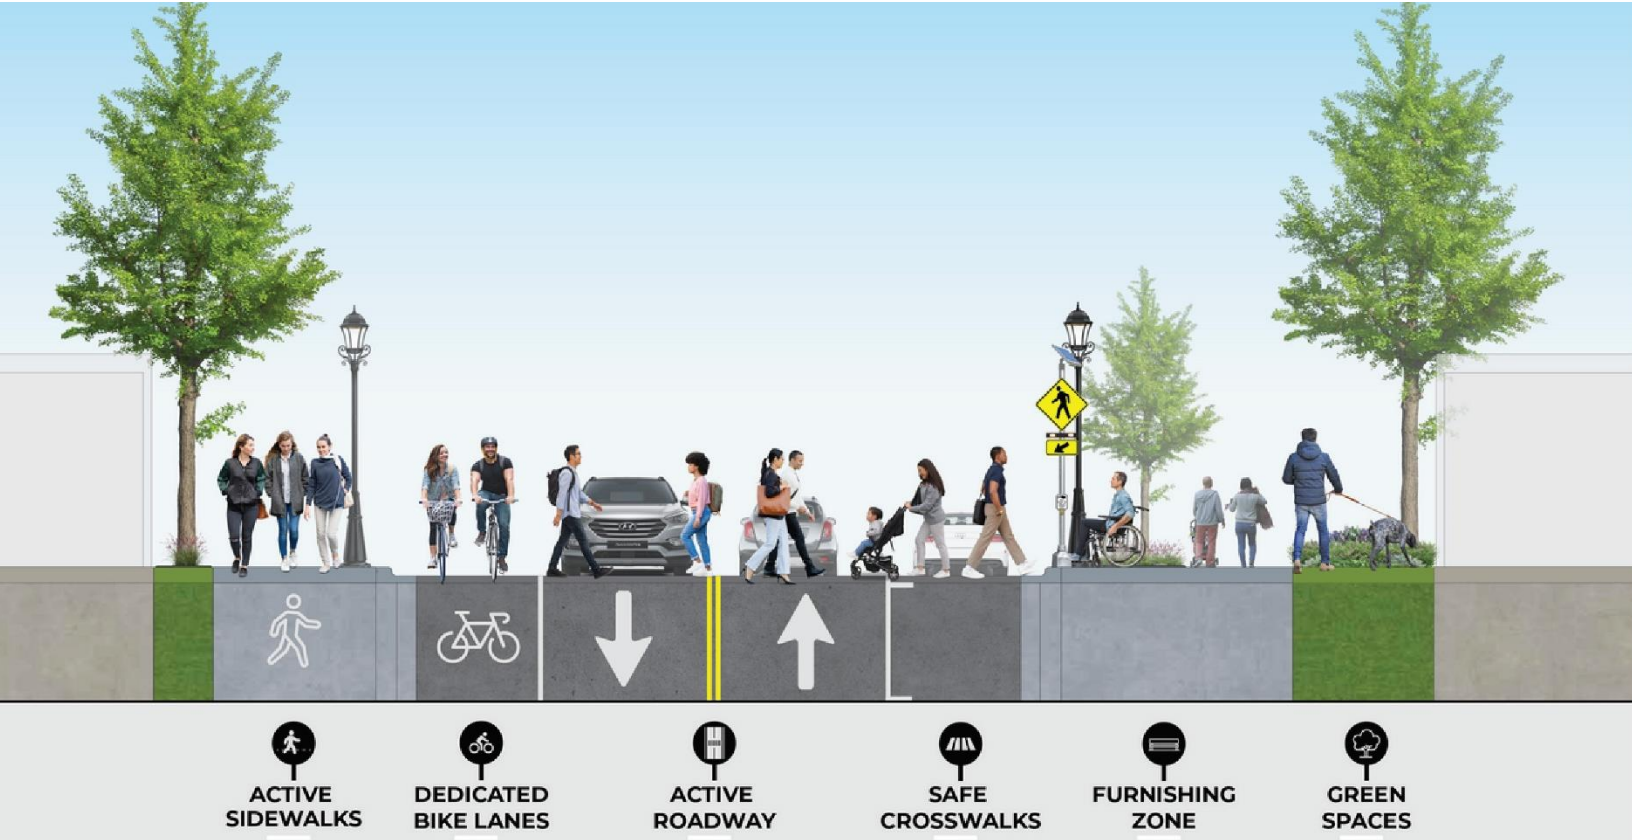 ACTIVE
SIDEWALKS
DEDICATED
BIKE LANES
ACTIVE
ROADWAY
SAFE
CROSSWALKS
FURNISHING
ZONE
GREEN
SPACES